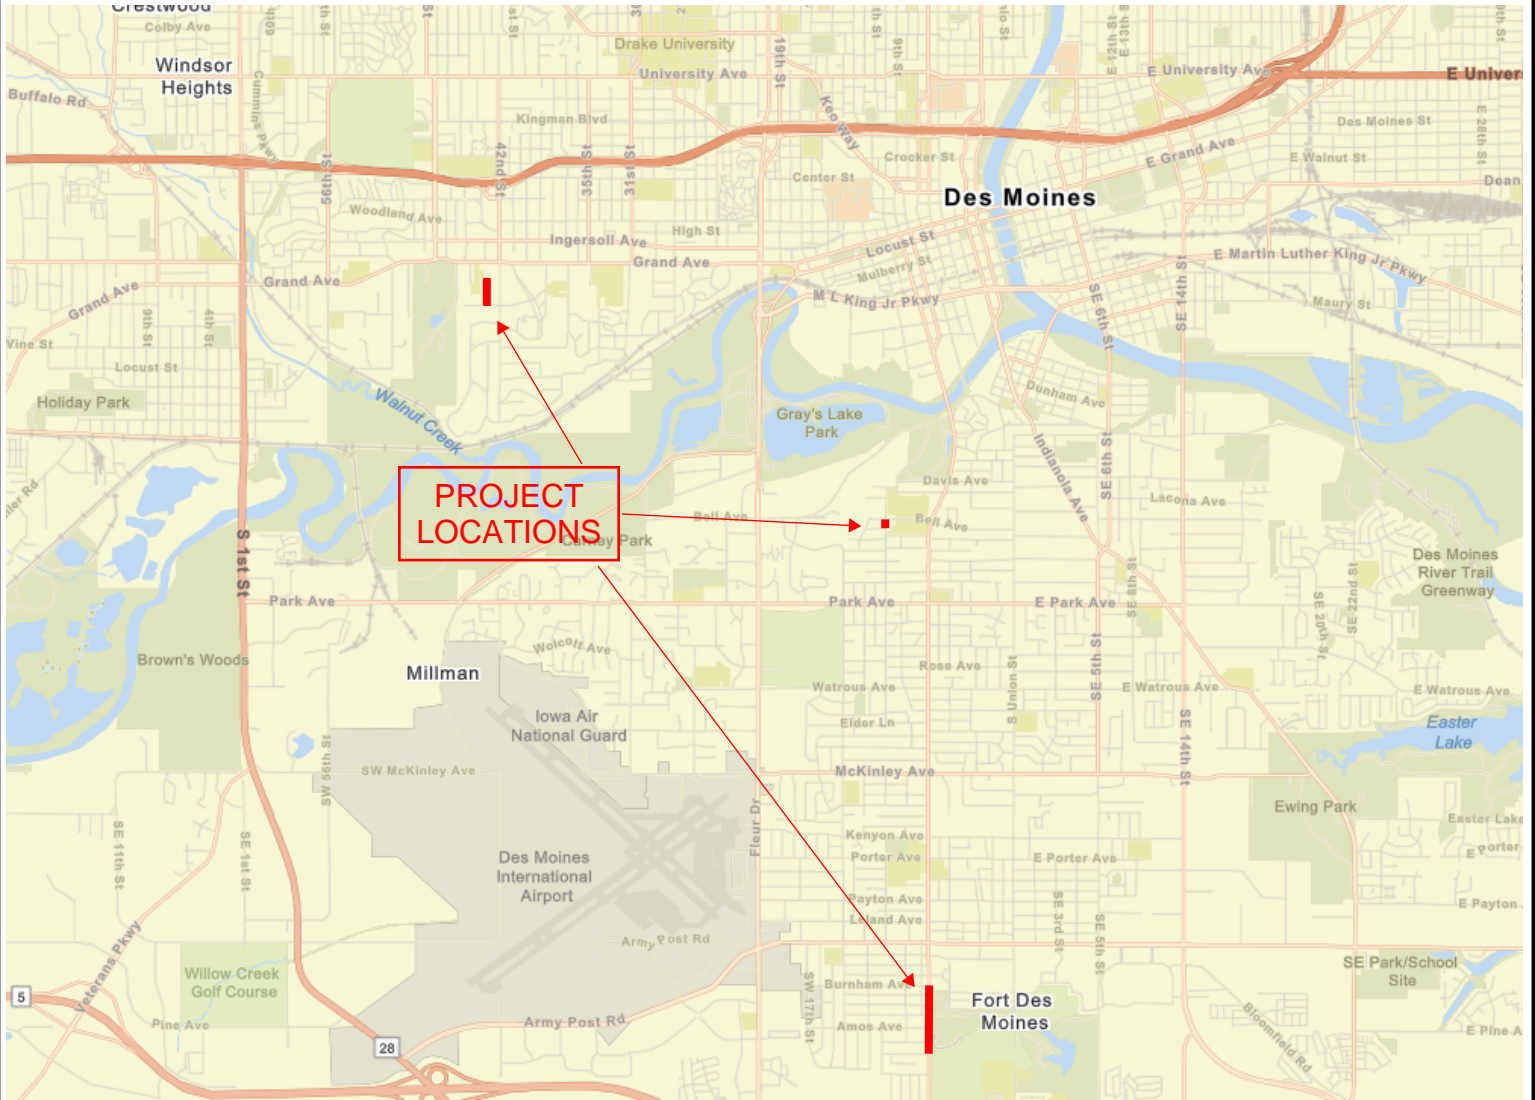 Crestwood
Colby Ave
Drake University
19th St
9th St
E 12th St
E 13th S
Windsor
Heights
University Ave
E University Ave
E Univer
Buffalo Rd
Cummins Pkwy
Kingman Blvd
Keo Way
Des Moines St
E 28th St
56th St
42nd St
35th St
31st St
Crocker St
E Grand Ave
E Walnut St
Center St
Dean
Des Moines
Woodland Ave
High St
Ingersoll Ave
Grand Ave
Locust St
Mulberry St
E Martin Luther King Jr Pkwy
Grand Ave
Grand Ave
M L King Jr Pkwy
SE 6th St
SE 14th St
Maury St
9th St
4th St
Vine St
Locust St
Holiday Park
Walnut Creek
Gray's Lake
Park
Dunham Ave
Indianola Ave
SE 6th St
PROJECT
LOCATIONS
Davis Ave
Lacona Ave
Bell Ave
Bell Ave
S 1st St
Des Moines
River Trail
Greenway
SE 8th St
SE 20th St
SE 22nd St
Park Ave
Park Ave
E Park Ave
Brown's Woods
Millman
Wolcott Ave
Rose Ave
S Union St
SE 5th St
Watrous Ave
E Watrous Ave
E Watrous Ave
Elder Ln
Iowa Air
National Guard
SE 14th St
Easter
Lake
SW 56th St
SW McKinley Ave
McKinley Ave
Ewing Park
SE 11th St
SE 1st St
Fleur Dr
Kenyon Ave
Porter Ave
E Porter Ave
Easter Lake
E Porter
Des Moines
International
Airport
Payton Ave
Leland Ave
SE 3rd St
SE 5th St
E Payton
Army Post Rd
Veterans Pkwy
Willow Creek
Golf Course
SW 17th St
Burnham Ave
Fort Des
Moines
SE Park/School
Site
5
Pine Ave
Army Post Rd
Amos Ave
Bloomfield Rd
E Pine A
28